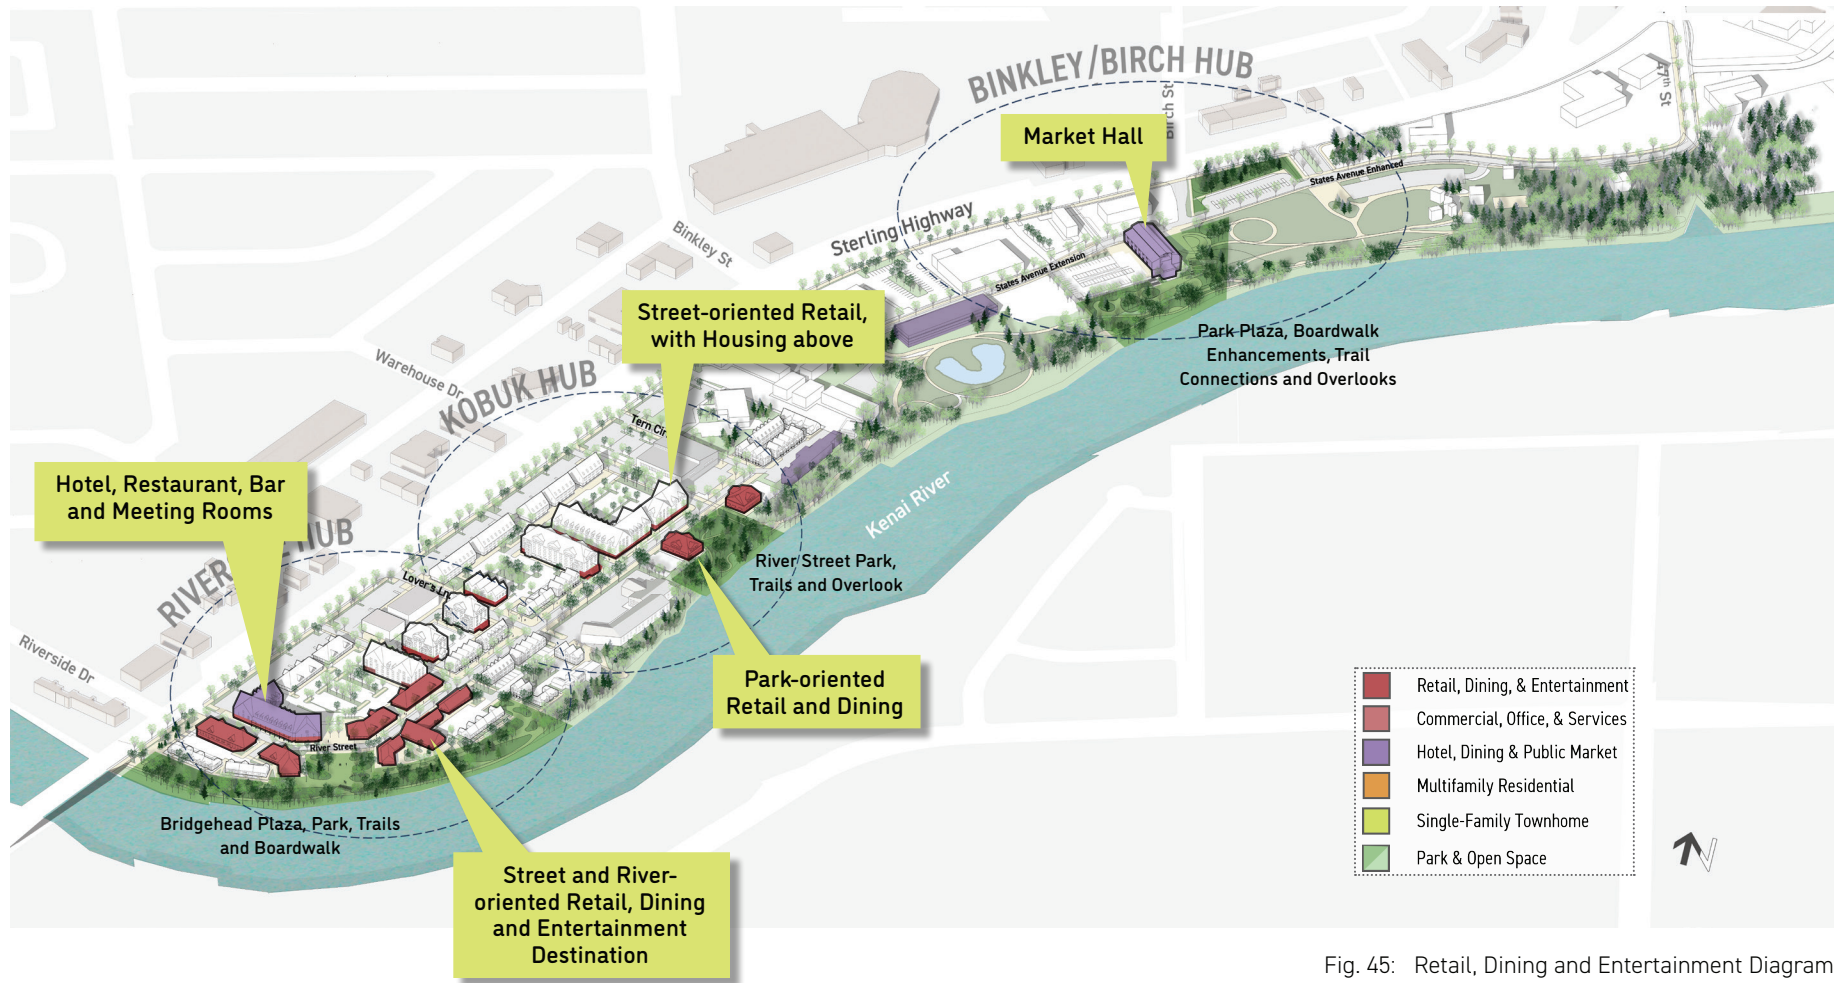 BINKLEY/BIRCH HUB
47th St
Birch St
Market Hall
States Avenue Enhanced
Sterling Highway
Binkley St
States Avenue Extension
Street-oriented Retail,
with Housing above
Park Plaza, Boardwalk
Enhancements, Trail
Connections and Overlooks
Warehouse Dr
KOBUK HUB
Tern Cir
Hotel, Restaurant, Bar
and Meeting Rooms
Kenai River
HUB
RIVER
River Street Park,
Trails and Overlook
Lover's Ln
Riverside Dr
Park-oriented
Retail and Dining
River Street
Bridgehead Plaza, Park, Trails
and Boardwalk
Street and River-
oriented Retail, Dining
and Entertainment
Destination
Retail, Dining, & Entertainment
Commercial, Office, & Services
Hotel, Dining & Public Market
Multifamily Residential
Single-Family Townhome
Park & Open Space
N
Fig. 45: Retail, Dining and Entertainment Diagram